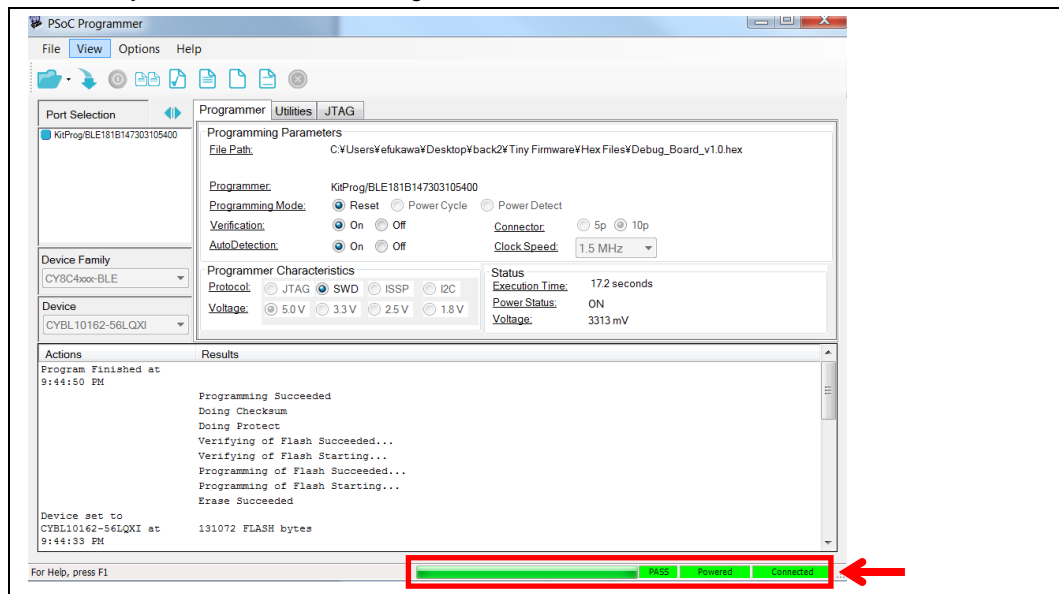 PSoC Programmer
File View Options Help
Port Selection
KitProg/BLE181B147303105400
Device Family
CY8C4xxx-BLE
Device
CYBL10162-56LQXI
Programmer Utilities JTAG
Programming Parameters
File Path: C:¥Users¥efukawa¥Desktop¥back2¥Tiny Firmware¥Hex Files¥Debug_Board_v1.0.hex
Programmer: KitProg/BLE181B147303105400
Programming Mode: Reset Power Cycle Power Detect
Verification: On Off Connector: 5p 10p
AutoDetection: On Off Clock Speed: 1.5 MHz
Programmer Characteristics
Protocol: JTAG SWD ISSP I2C
Voltage: 5.0 V 3.3 V 2.5 V 1.8 V
Status
Execution Time: 17.2 seconds
Power Status: ON
Voltage: 3313 mV
Actions Results
Program Finished at
9:44:50 PM
Programming Succeeded
Doing Checksum
Doing Protect
Verifying of Flash Succeeded...
Verifying of Flash Starting...
Programming of Flash Succeeded...
Programming of Flash Starting...
Erase Succeeded
Device set to
CYBL10162-56LQXI at 131072 FLASH bytes
9:44:33 PM
For Help, press F1 PASS Powered Connected